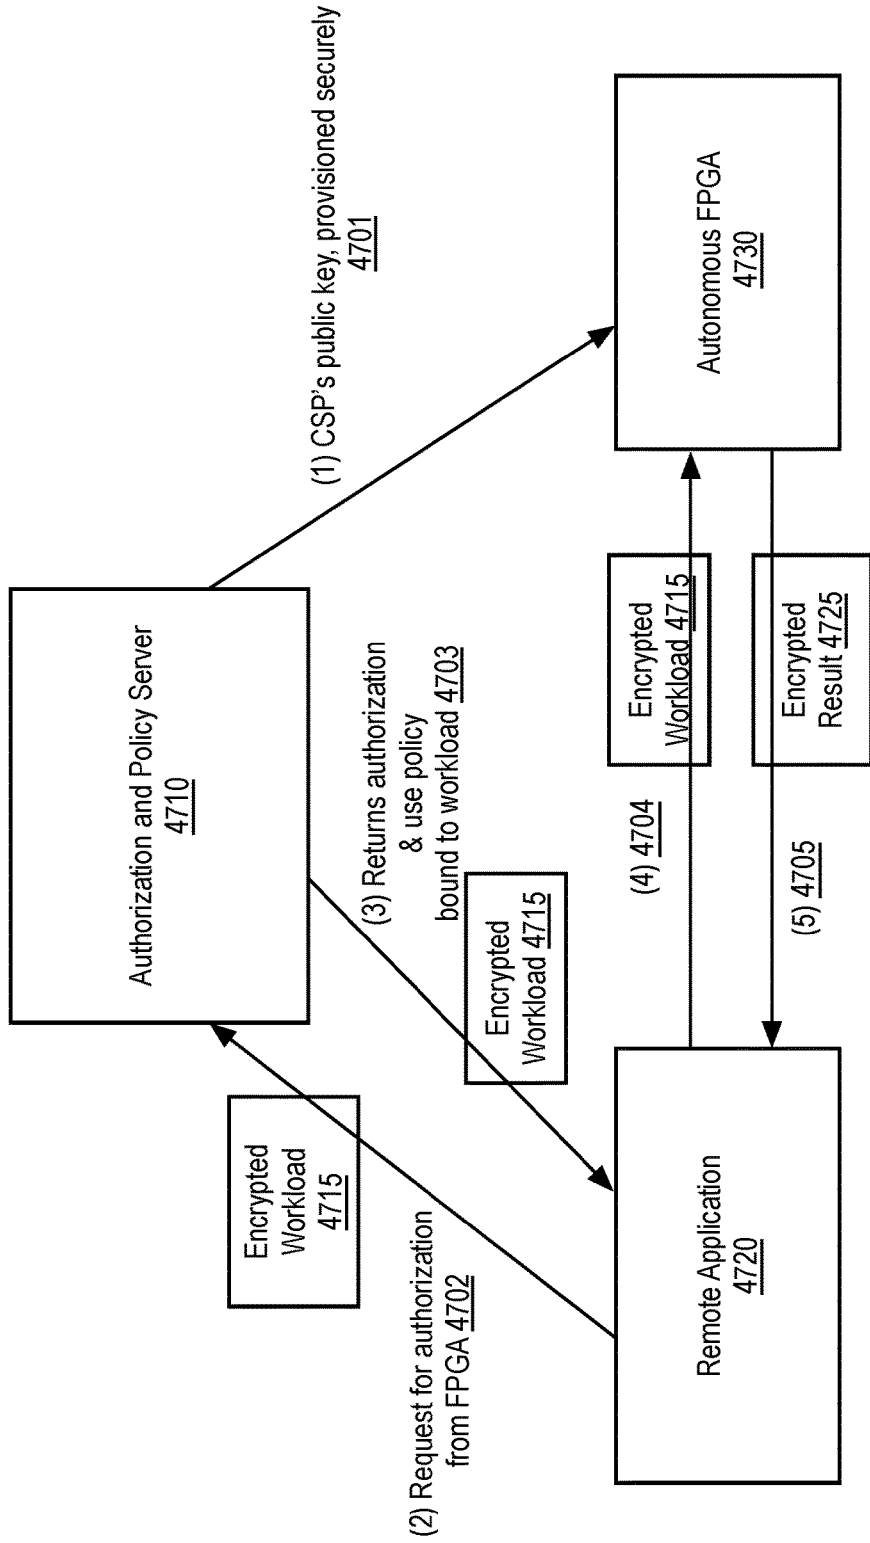 Authorization and Policy Server
4710
(1) CSP's public key, provisioned securely
4701
Encrypted
Workload
4715
(2) Request for authorization
from FPGA 4702
(3) Returns authorization
& use policy
bound to workload 4703
Encrypted
Workload 4715
Remote Application
4720
(4) 4704
Encrypted
Workload 4715
(5) 4705
Encrypted
Result 4725
Autonomous FPGA
4730